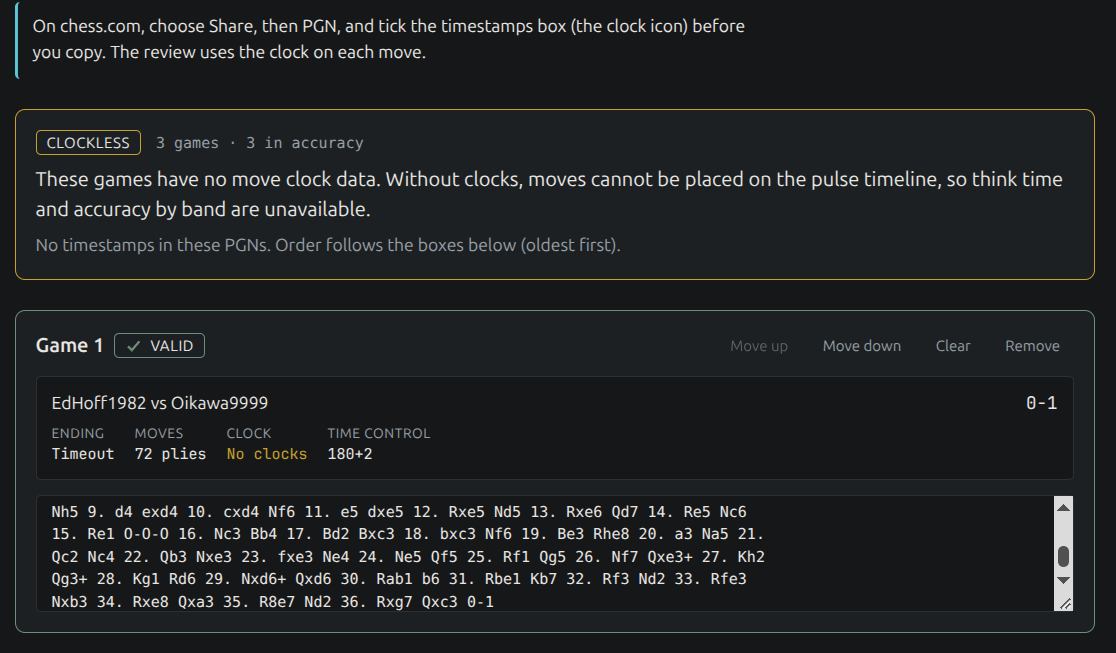 On chess.com, choose Share, then PGN, and tick the timestamps box (the clock icon) before
you copy. The review uses the clock on each move.
CLOCKLESS 3 games · 3 in accuracy
These games have no move clock data. Without clocks, moves cannot be placed on the pulse timeline, so think time
and accuracy by band are unavailable.
No timestamps in these PGNs. Order follows the boxes below (oldest first).
Game 1 ✓ VALID Move up Move down Clear Remove
EdHoff1982 vs Oikawa9999 0-1
ENDING MOVES CLOCK TIME CONTROL
Timeout 72 plies No clocks 180+2
Nh5 9. d4 exd4 10. cxd4 Nf6 11. e5 dxe5 12. Rxe5 Nd5 13. Rxe6 Qd7 14. Re5 Nc6
15. Re1 O-O-O 16. Nc3 Bb4 17. Bd2 Bxc3 18. bxc3 Nf6 19. Be3 Rhe8 20. a3 Na5 21.
Qc2 Nc4 22. Qb3 Nxe3 23. fxe3 Ne4 24. Ne5 Qf5 25. Rf1 Qg5 26. Nf7 Qxe3+ 27. Kh2
Qg3+ 28. Kg1 Rd6 29. Nxd6+ Qxd6 30. Rab1 b6 31. Rbe1 Kb7 32. Rf3 Nd2 33. Rfe3
Nxb3 34. Rxe8 Qxa3 35. R8e7 Nd2 36. Rxg7 Qxc3 0-1